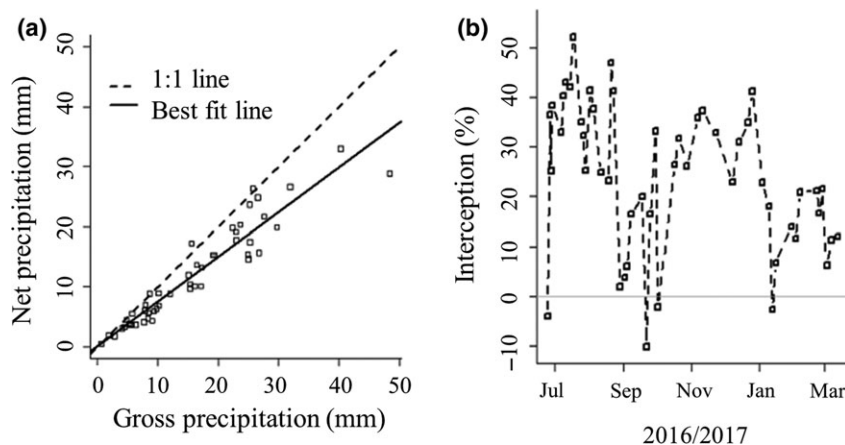 (a)
Net precipitation (mm)
50
40
30
20
10
0
1:1 line
Best fit line
0 10 20 30 40 50
Gross precipitation (mm)
(b)
Interception (%)
50
40
30
20
10
0
−10
Jul Sep Nov Jan Mar
2016/2017